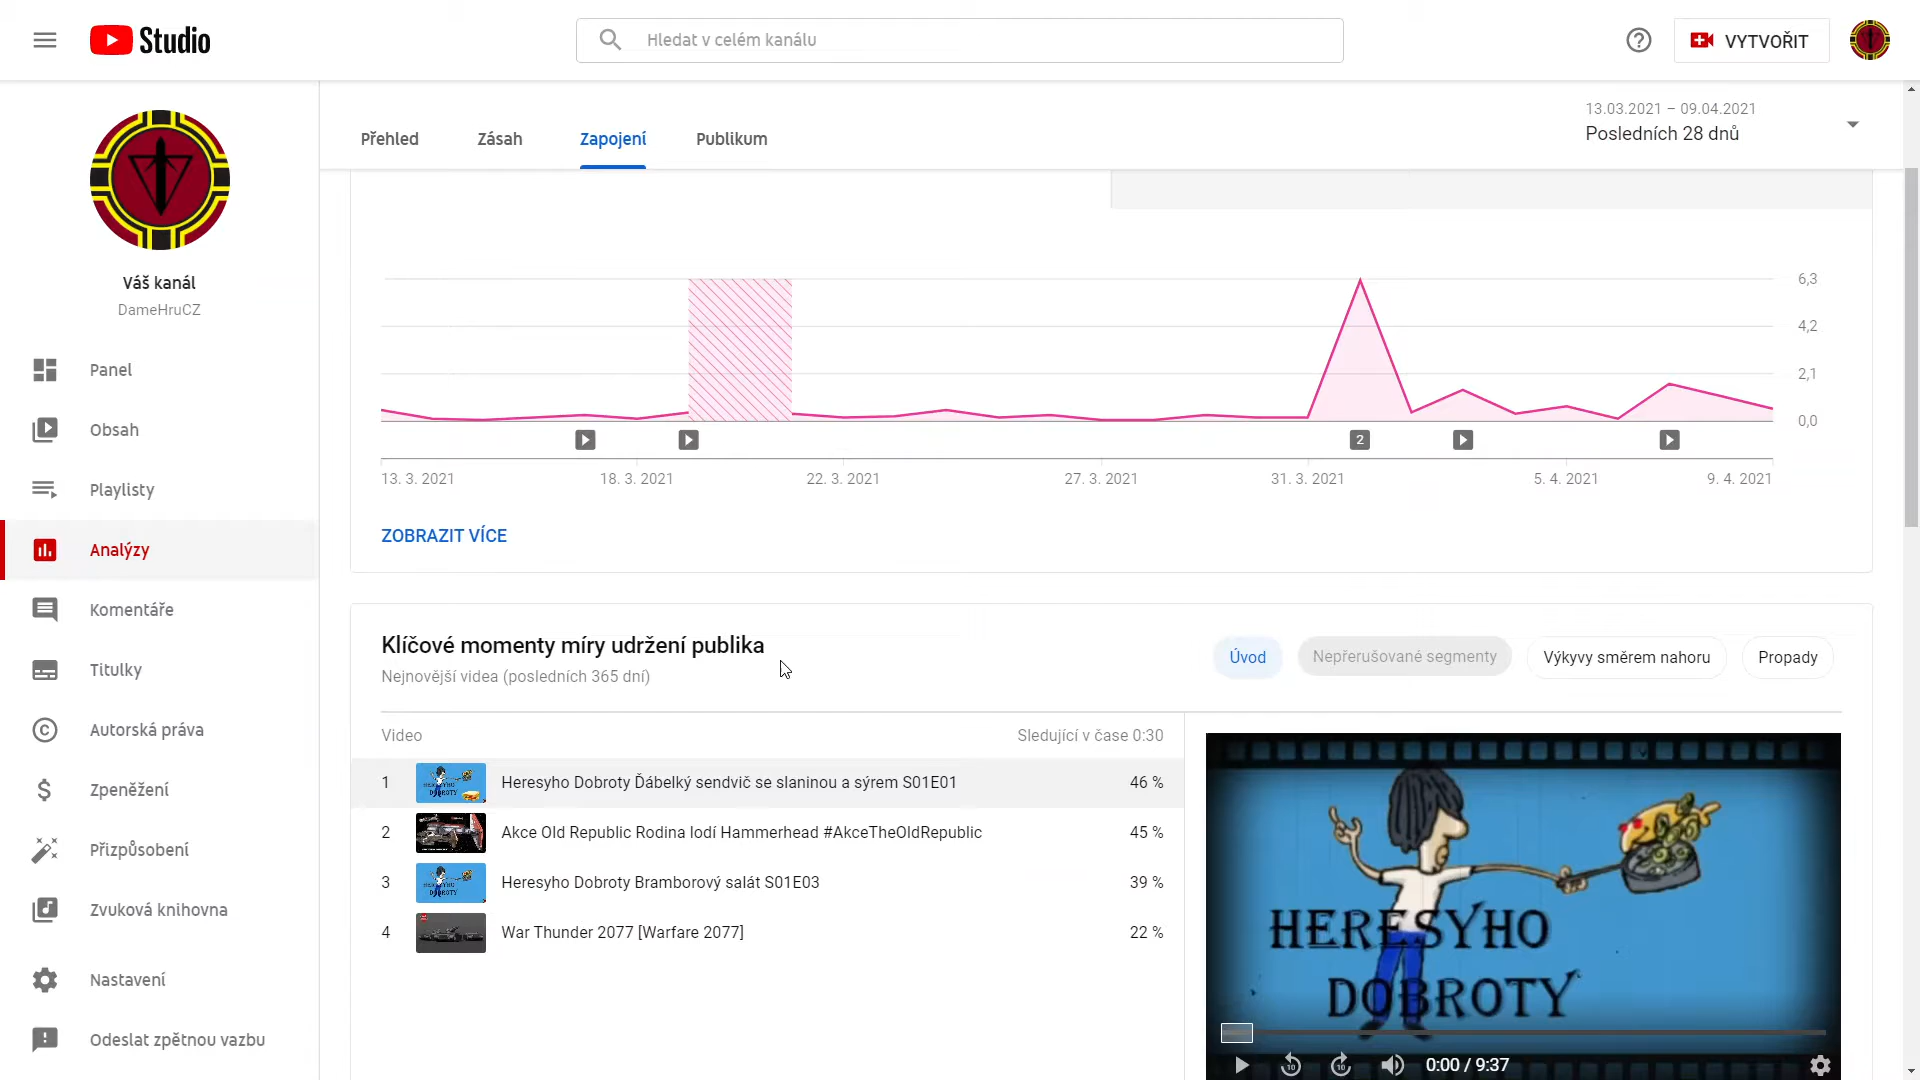 Studio
Hledat v celém kanálu
VYTVOŘIT
Váš kanál
DameHruCZ
Panel
Obsah
Playlisty
Analýzy
Komentáře
Titulky
Autorská práva
Zpeněžení
Přizpůsobení
Zvuková knihovna
Nastavení
Odeslat zpětnou vazbu
Přehled
Zásah
Zapojení
Publikum
13.03.2021 – 09.04.2021
Posledních 28 dnů
6,3
4,2
2,1
0,0
2
13. 3. 2021
18. 3. 2021
22. 3. 2021
27. 3. 2021
31. 3. 2021
5. 4. 2021
9. 4. 2021
ZOBRAZIT VÍCE
Klíčové momenty míry udržení publika
Nejnovější videa (posledních 365 dní)
Úvod
Nepřerušované segmenty
Výkyvy směrem nahoru
Propady
Video
Sledující v čase 0:30
1 Heresyho Dobroty Ďábelký sendvič se slaninou a sýrem S01E01 46 %
2 Akce Old Republic Rodina lodí Hammerhead #AkceTheOldRepublic 45 %
3 Heresyho Dobroty Bramborový salát S01E03 39 %
4 War Thunder 2077 [Warfare 2077] 22 %
HERESYHO
DOBROTY
10
10
0:00 / 9:37